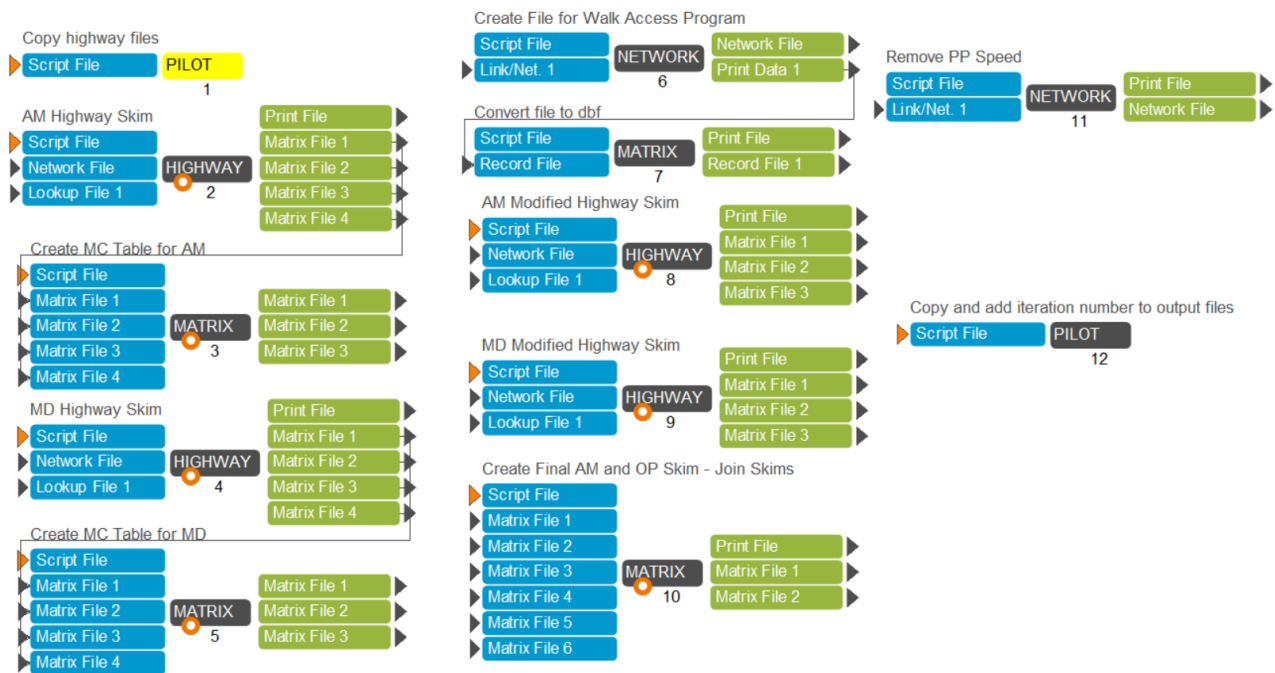 Copy highway files
Script File
PILOT
1
AM Highway Skim
Script File
Network File
Lookup File 1
HIGHWAY
2
Print File
Matrix File 1
Matrix File 2
Matrix File 3
Matrix File 4
Create MC Table for AM
Script File
Matrix File 1
Matrix File 2
Matrix File 3
Matrix File 4
MATRIX
3
Matrix File 1
Matrix File 2
Matrix File 3
MD Highway Skim
Script File
Network File
Lookup File 1
HIGHWAY
4
Print File
Matrix File 1
Matrix File 2
Matrix File 3
Matrix File 4
Create MC Table for MD
Script File
Matrix File 1
Matrix File 2
Matrix File 3
Matrix File 4
MATRIX
5
Matrix File 1
Matrix File 2
Matrix File 3
Create File for Walk Access Program
Script File
Link/Net. 1
NETWORK
6
Network File
Print Data 1
Convert file to dbf
Script File
Record File
MATRIX
7
Print File
Record File 1
AM Modified Highway Skim
Script File
Network File
Lookup File 1
HIGHWAY
8
Print File
Matrix File 1
Matrix File 2
Matrix File 3
MD Modified Highway Skim
Script File
Network File
Lookup File 1
HIGHWAY
9
Print File
Matrix File 1
Matrix File 2
Matrix File 3
Create Final AM and OP Skim - Join Skims
Script File
Matrix File 1
Matrix File 2
Matrix File 3
Matrix File 4
Matrix File 5
Matrix File 6
MATRIX
10
Print File
Matrix File 1
Matrix File 2
Remove PP Speed
Script File
Link/Net. 1
NETWORK
11
Print File
Network File
Copy and add iteration number to output files
Script File
PILOT
12